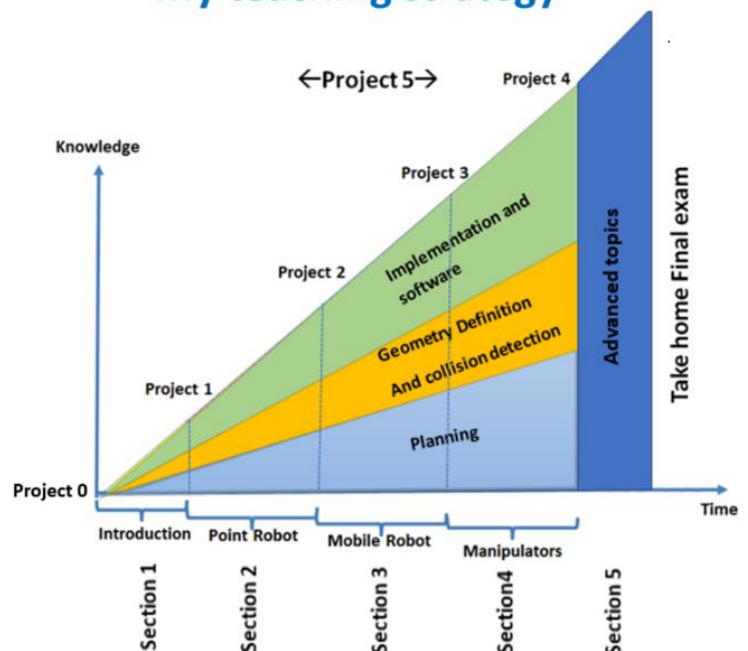 teaching strategy
←Project 5→
Project 4
Knowledge
Project 3
Project 2
Project 1
Project 0
Implementation and
software
Geometry Definition
And collision detection
Planning
Advanced topics
Take home Final exam
Time
Introduction
Point Robot
Mobile Robot
Manipulators
Section 1
Section 2
Section 3
Section4
Section 5